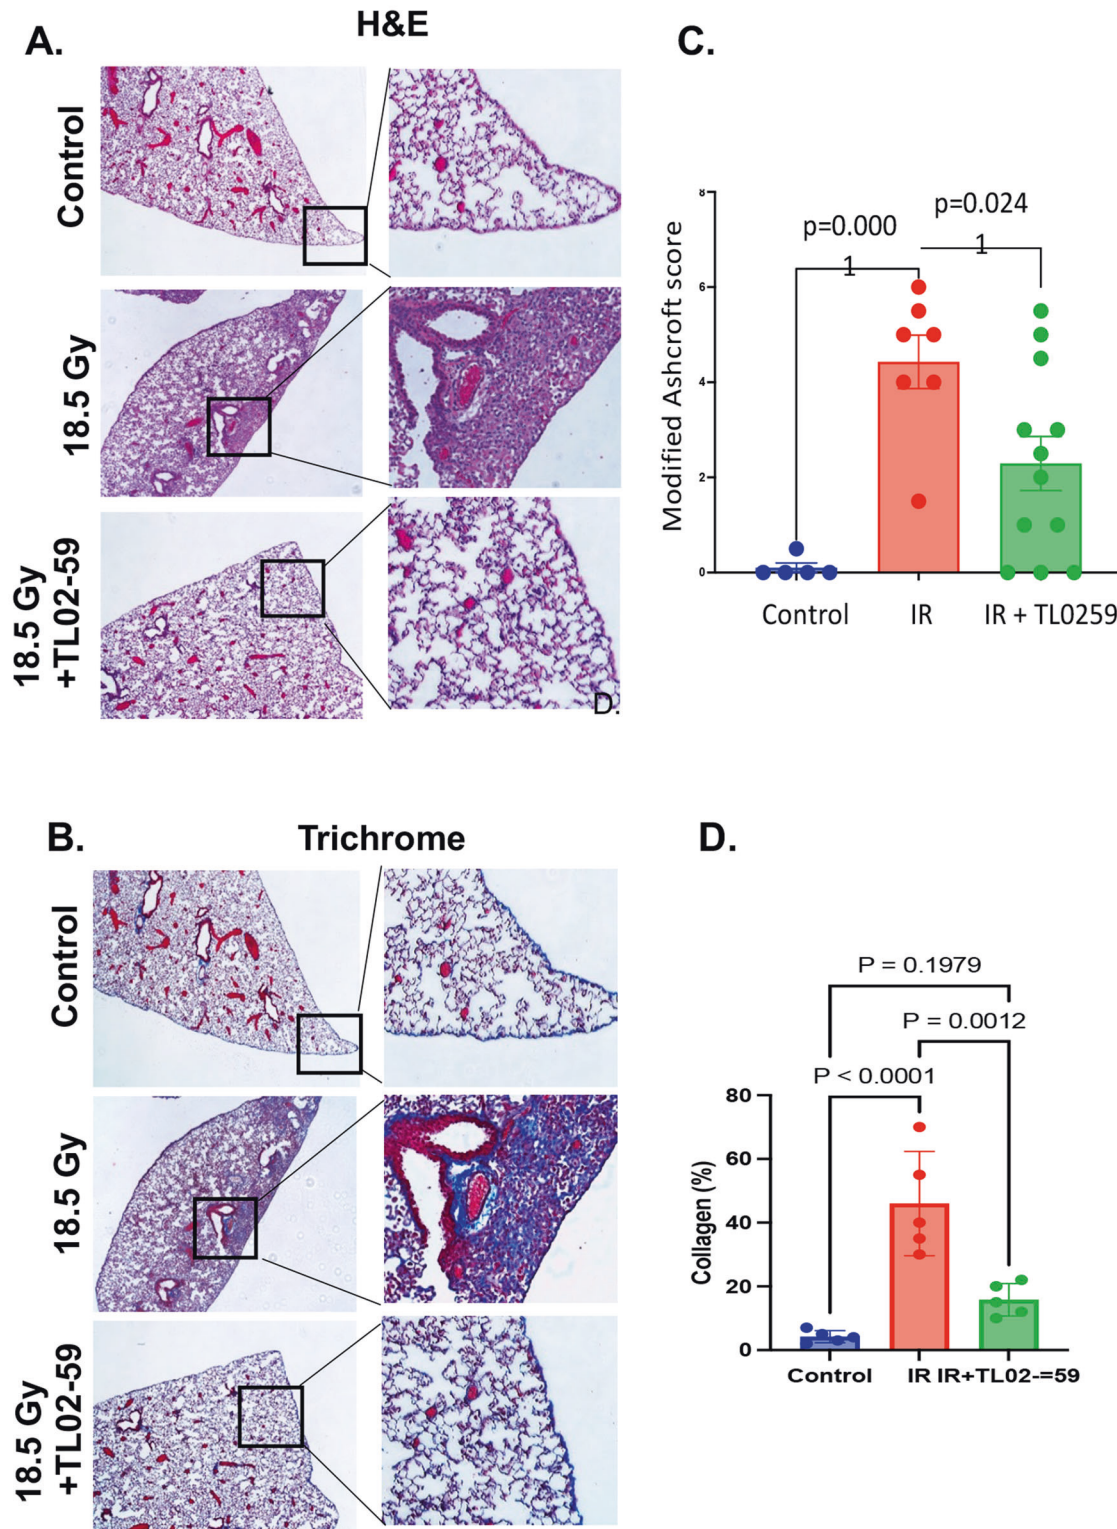 A.
H&E
Control
18.5 Gy
18.5 Gy
+TL02-59
D.
C.
Modified Ashcroft score
8
6
4
2
0
p=0.000
1
p=0.024
1
Control
IR
IR + TL0259
B.
Trichrome
Control
18.5 Gy
18.5 Gy
+TL02-59
D.
P = 0.1979
P = 0.0012
P < 0.0001
Collagen (%)
80
60
40
20
0
Control
IR
IR+TL02-=59